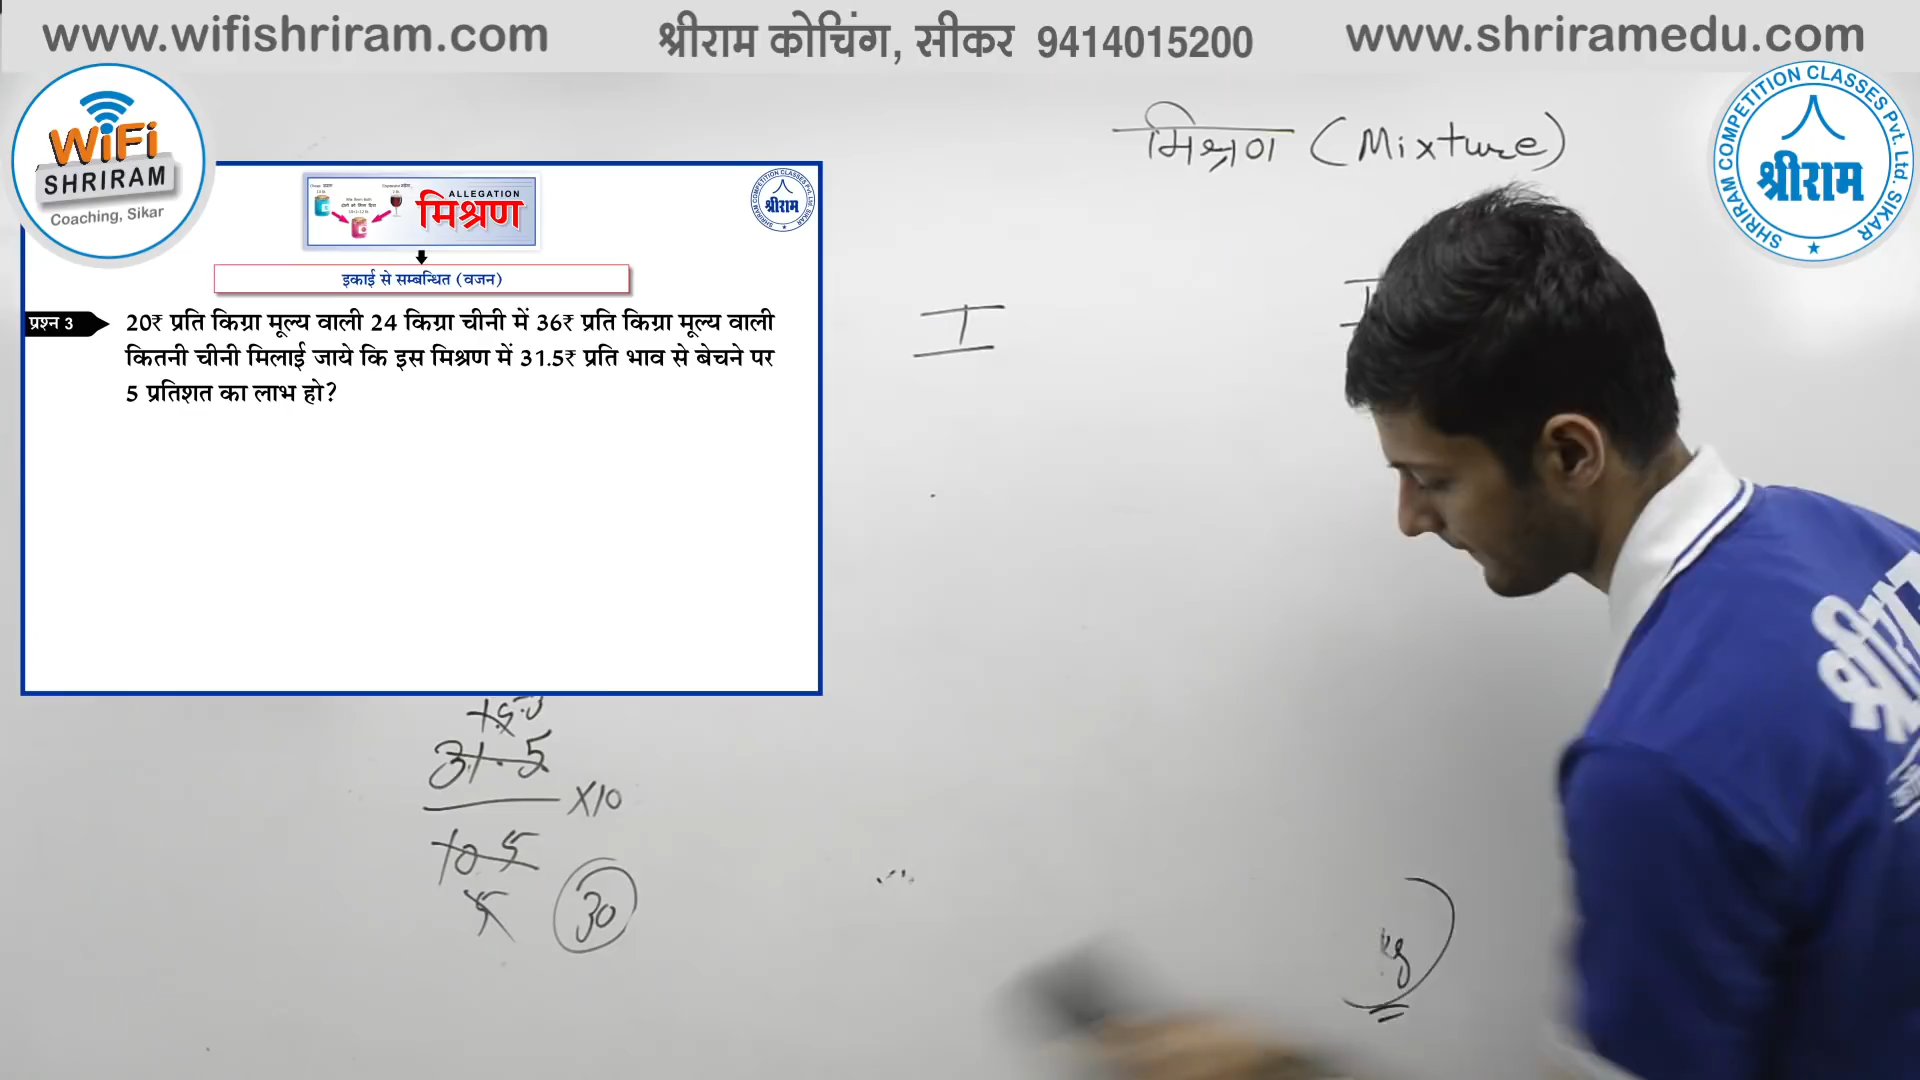 www.wifishriram.com
श्रीराम कोचिंग, सीकर 9414015200
www.shriramedu.com
WiFi
SHRIRAM
Coaching, Sikar
SHRIRAM COMPETITION CLASSES Pvt. Ltd. SIKAR
श्रीराम
मिश्रण (Mixture)
ALLEGATION
मिश्रण
श्रीराम
इकाई से सम्बन्धित (वजन)
प्रश्न 3
20₹ प्रति किग्रा मूल्य वाली 24 किग्रा चीनी में 36₹ प्रति किग्रा मूल्य वाली
कितनी चीनी मिलाई जाये कि इस मिश्रण में 31.5₹ प्रति भाव से बेचने पर
5 प्रतिशत का लाभ हो?
I
31.5
×10
10.5
30
kg